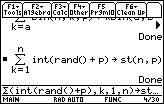 F1▾ F2▾ F3▾ F4▾ F5 F6▾
Tools Algebra Calc Other PrgmIO Clean Up
k=a
Done
n
Σ int(rand()+p)→st(n,p)
k=1
Done
…int(rand()+p),k,1,n)→st(n…
MAIN RAD AUTO FUNC 4/30